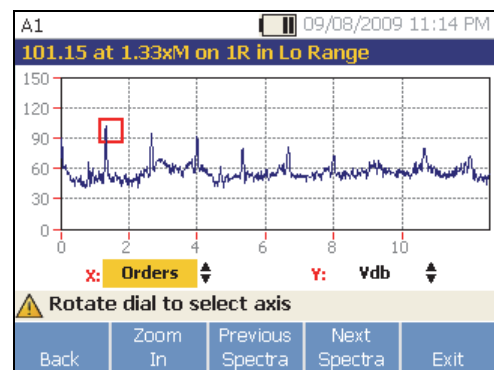 A1 09/08/2009 11:14 PM
101.15 at 1.33xM on 1R in Lo Range
150
120
90
60
30
0
0 2 4 6 8 10
X: Orders Y: Vdb
Rotate dial to select axis
Back Zoom In Previous Spectra Next Spectra Exit